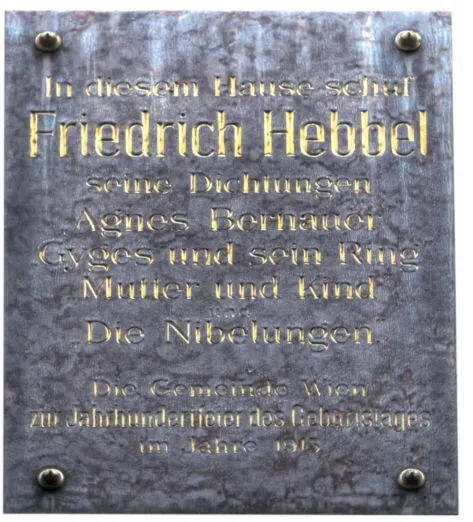 In diesem Hause schuf
Friedrich Hebbel
seine Dichtungen
„Agnes Bernauer"
„Gyges und sein Ring"
„Mutter und Kind"
und
„Die Nibelungen."
Die Gemeinde Wien
zur Jahrhundertfeier des Geburtstages
im Jahre 1913